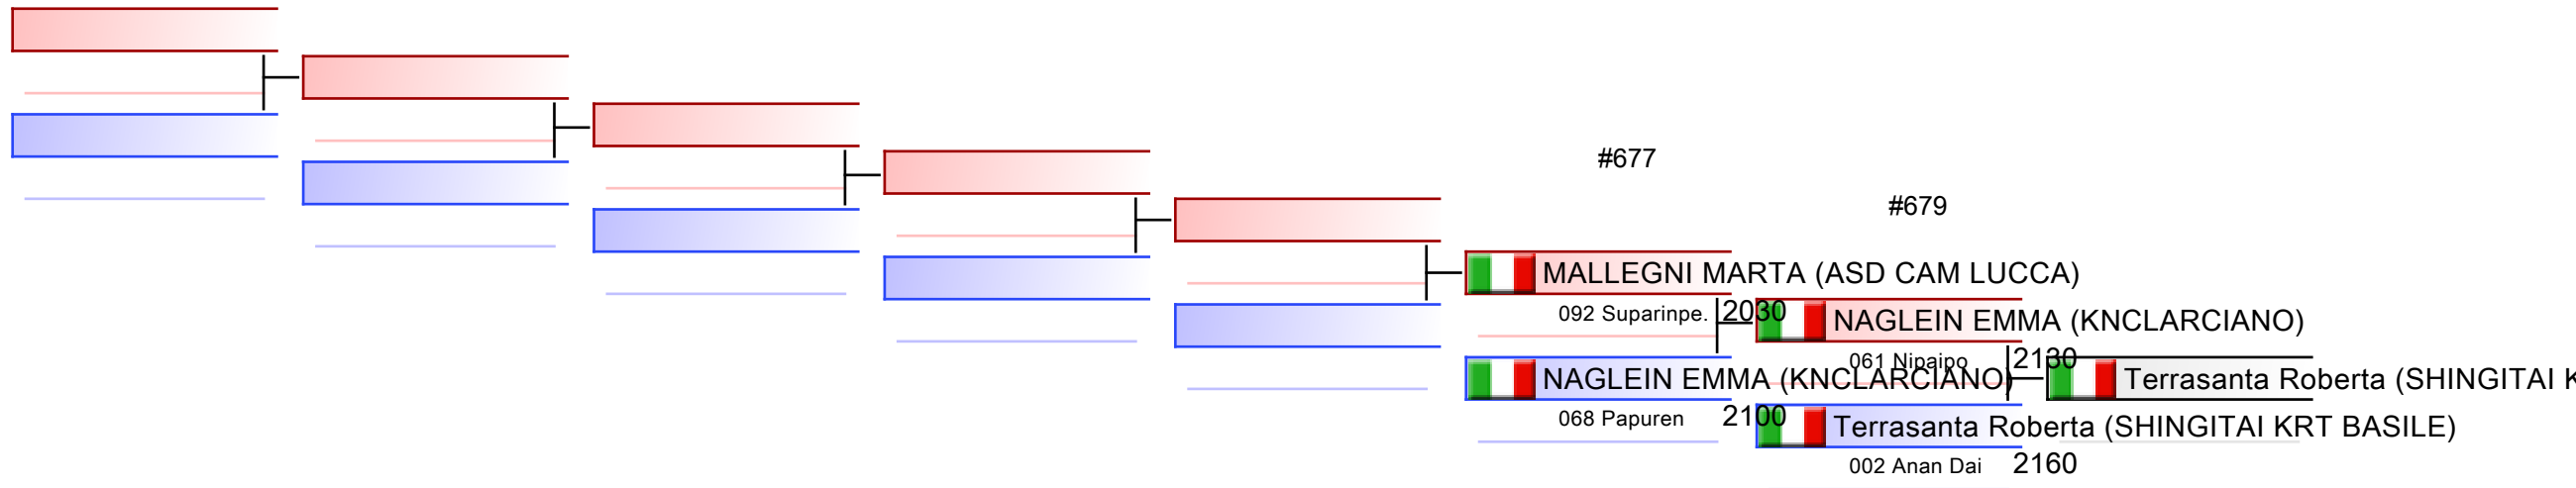 #677
#679
MALLEGNI MARTA (ASD CAM LUCCA)
092 Suparinpe. 2030
NAGLEIN EMMA (KNCLARCIANO)
061 Nipaipo 2130
NAGLEIN EMMA (KNCLARCIANO)
Terrasanta Roberta (SHINGITAI K
068 Papuren 2100
Terrasanta Roberta (SHINGITAI KRT BASILE)
002 Anan Dai 2160